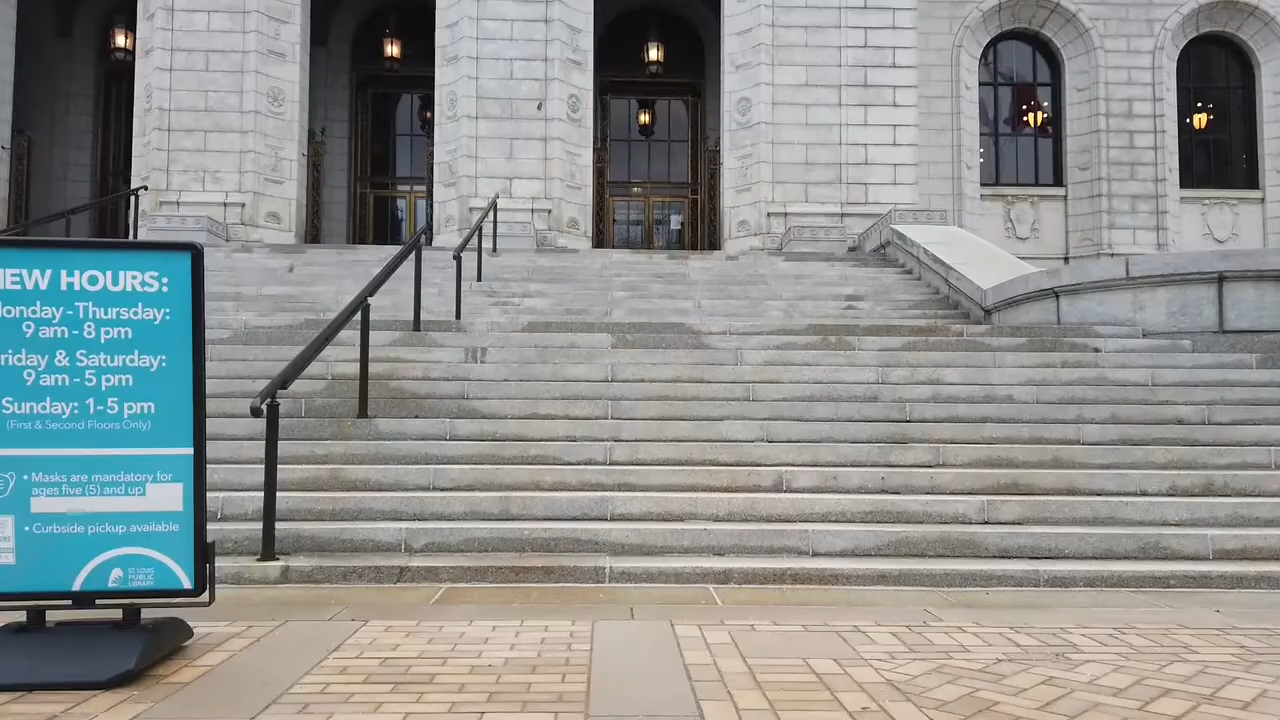 EW HOURS:
onday - Thursday:
9 am - 8 pm
riday & Saturday:
9 am - 5 pm
Sunday: 1 - 5 pm
(First & Second Floors Only)
• Masks are mandatory for
ages five (5) and up
• Curbside pickup available
ST. LOUIS
PUBLIC
LIBRARY